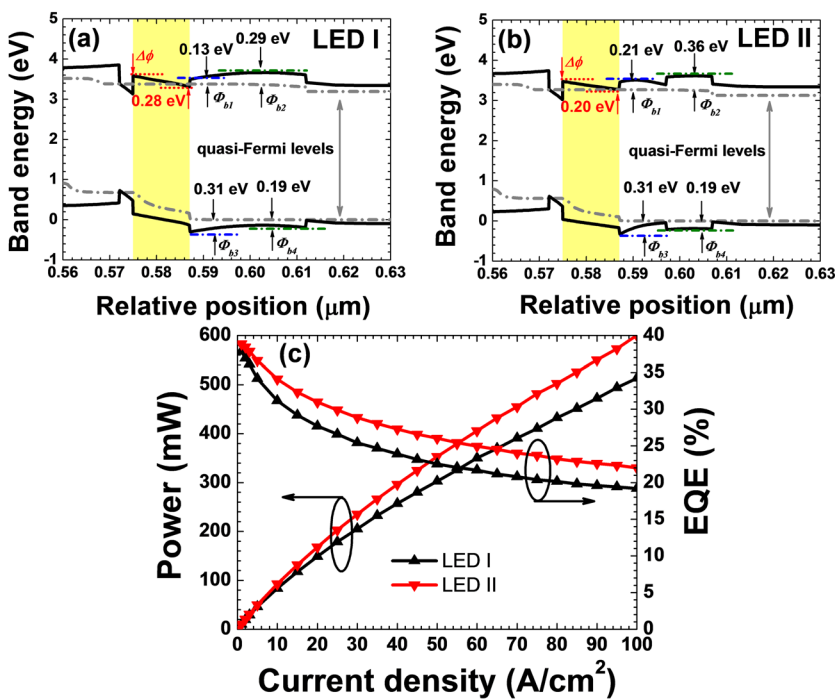 (a)
LED I
Band energy (eV)
5
4
3
2
1
0
-1
Δϕ
0.28 eV
0.13 eV
0.29 eV
Φb1
Φb2
quasi-Fermi levels
0.31 eV
0.19 eV
Φb3
Φb4
0.56 0.57 0.58 0.59 0.60 0.61 0.62 0.63
Relative position (μm)
(b)
LED II
Band energy (eV)
5
4
3
2
1
0
-1
Δϕ
0.20 eV
0.21 eV
0.36 eV
Φb1
Φb2
quasi-Fermi levels
0.31 eV
0.19 eV
Φb3
Φb4
0.56 0.57 0.58 0.59 0.60 0.61 0.62 0.63
Relative position (μm)
(c)
Power (mW)
600
500
400
300
200
100
0
EQE (%)
40
35
30
25
20
15
10
5
0
LED I
LED II
0 10 20 30 40 50 60 70 80 90 100
Current density (A/cm2)